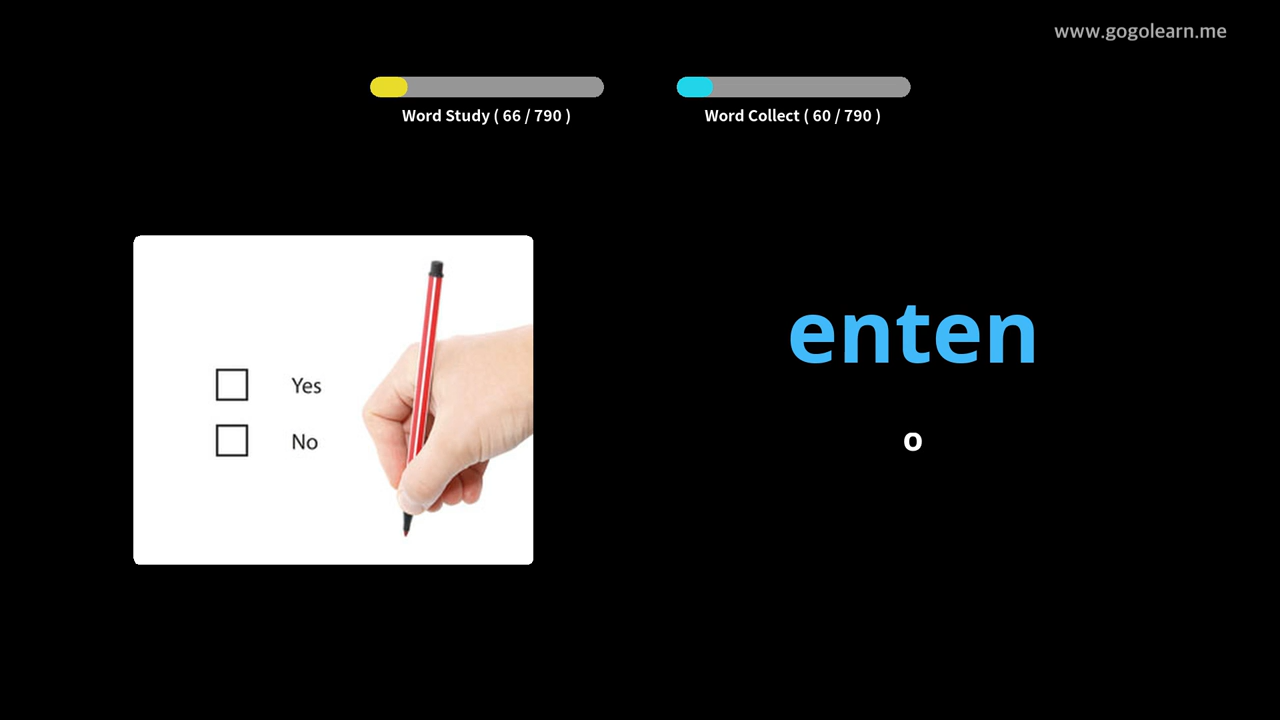 www.gogolearn.me
Word Study ( 66 / 790 )
Word Collect ( 60 / 790 )
Yes
No
enten
o